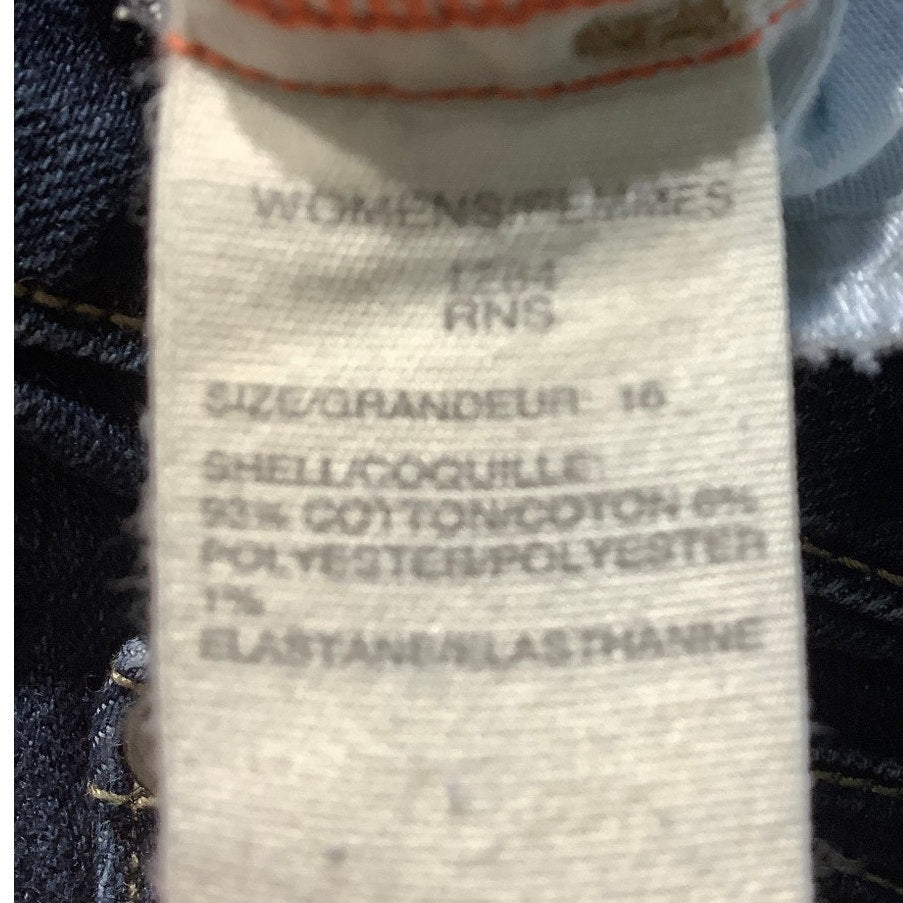 WOMENS/FEMMES
1284
RNS
SIZE/GRANDEUR 16
SHELL/COQUILLE:
93% COTTON/COTON 6%
POLYESTER/POLYESTER
1%
ELASTANE/ELASTHANNE